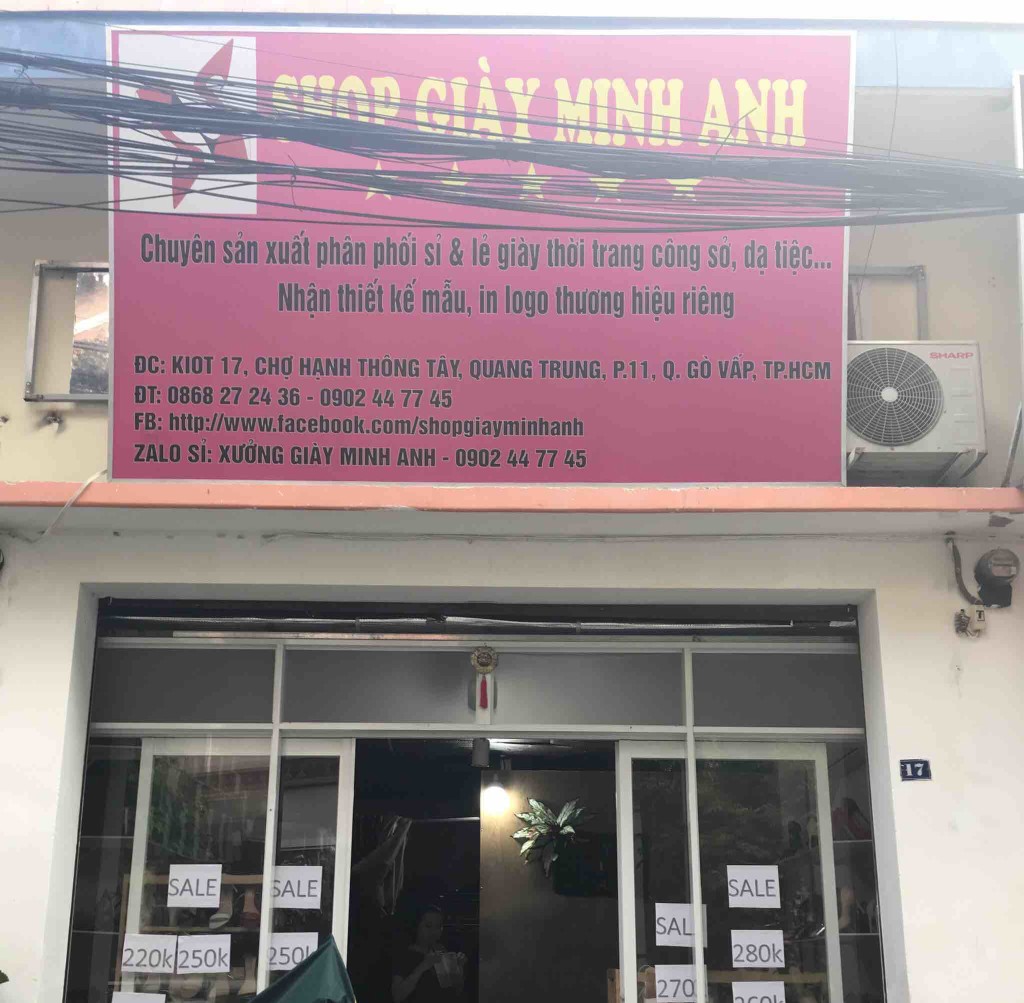 SHOP GIÀY MINH ANH
Chuyên sản xuất phân phối sỉ & lẻ giày thời trang công sở, dạ tiệc...
Nhận thiết kế mẫu, in logo thương hiệu riêng
ĐC: KIOT 17, CHỢ HẠNH THÔNG TÂY, QUANG TRUNG, P.11, Q. GÒ VẤP, TP.HCM
ĐT: 0868 27 24 36 - 0902 44 77 45
FB: http://www.facebook.com/shopgiayminhanh
ZALO SỈ: XƯỞNG GIÀY MINH ANH - 0902 44 77 45
SHARP
17
SALE
SALE
SALE
SAL
220k
250k
250k
280k
270